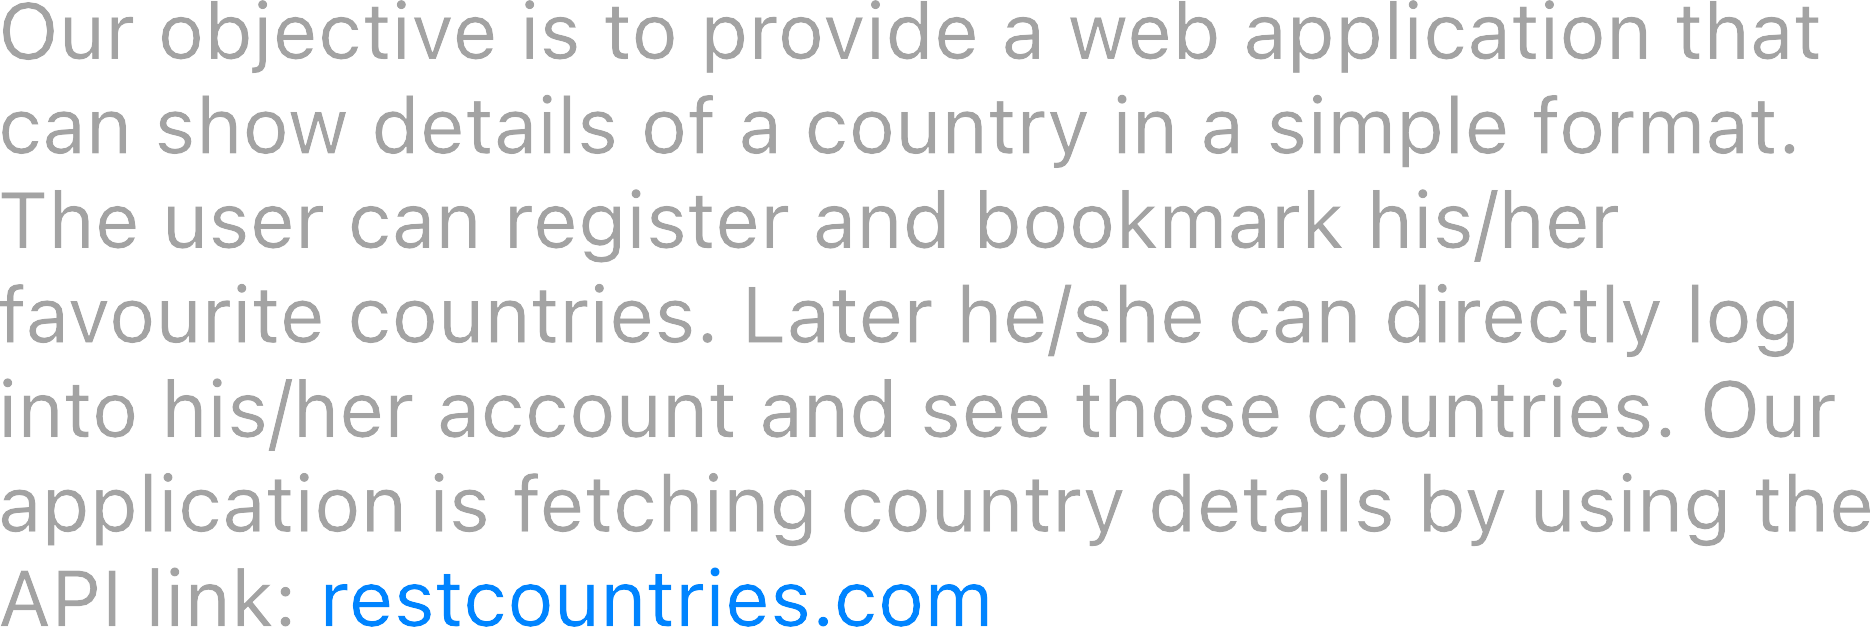 Our objective is to provide a web application that
can show details of a country in a simple format.
The user can register and bookmark his/her
favourite countries. Later he/she can directly log
into his/her account and see those countries. Our
application is fetching country details by using the
API link: restcountries.com